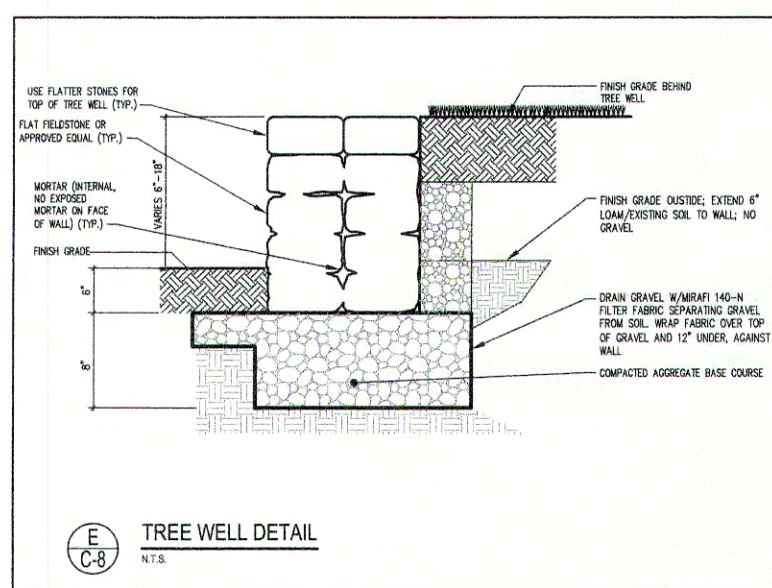 USE FLATTER STONES FOR
TOP OF TREE WELL (TYP.)
FLAT FIELDSTONE OR
APPROVED EQUAL (TYP.)
MORTAR (INTERNAL,
NO EXPOSED
MORTAR ON FACE
OF WALL) (TYP.)
FINISH GRADE
VARIES 6"-18"
6"
8"
FINISH GRADE BEHIND
TREE WELL
FINISH GRADE OUSTIDE; EXTEND 6"
LOAM/EXISTING SOIL TO WALL; NO
GRAVEL
DRAIN GRAVEL W/MIRAFI 140-N
FILTER FABRIC SEPARATING GRAVEL
FROM SOIL. WRAP FABRIC OVER TOP
OF GRAVEL AND 12" UNDER, AGAINST
WALL
COMPACTED AGGREGATE BASE COURSE
E
C-8
TREE WELL DETAIL
N.T.S.